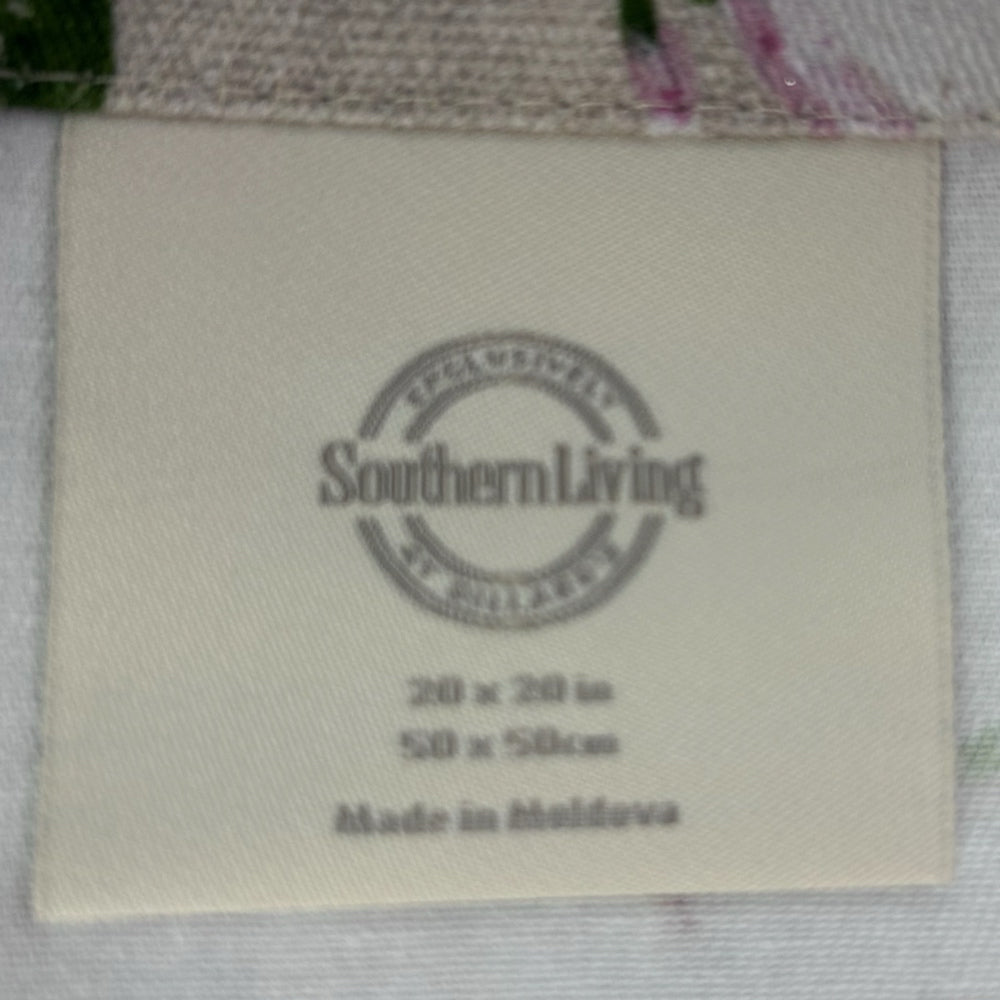 EXCLUSIVELY
Southern Living
AT DILLARD'S
20 x 20 in
50 x 50cm
Made in Moldova